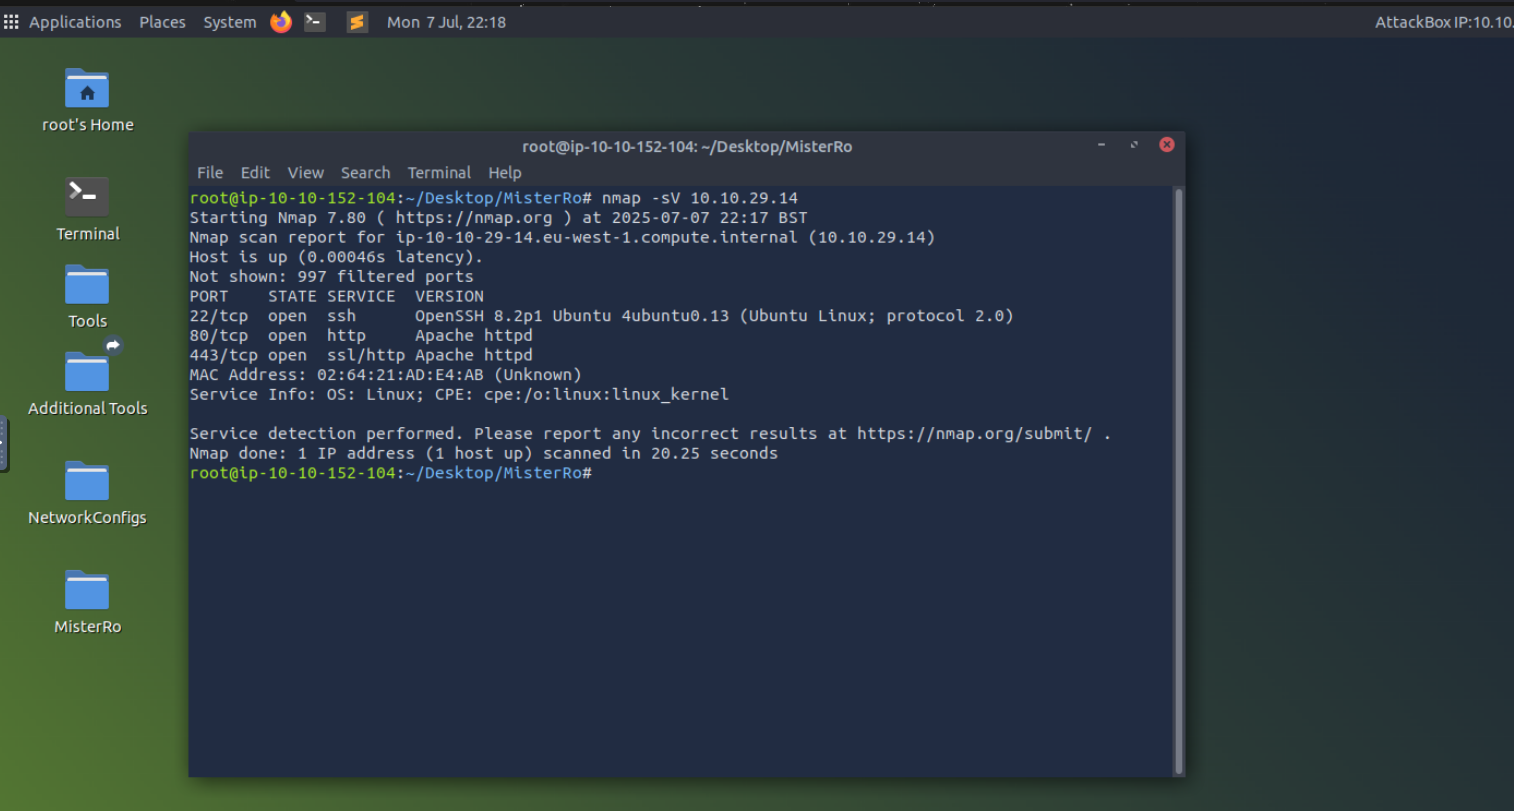 Applications Places System Mon 7 Jul, 22:18 AttackBox IP:10.10.
root's Home
Terminal
Tools
Additional Tools
NetworkConfigs
MisterRo
root@ip-10-10-152-104: ~/Desktop/MisterRo
File Edit View Search Terminal Help
root@ip-10-10-152-104:~/Desktop/MisterRo# nmap -sV 10.10.29.14
Starting Nmap 7.80 ( https://nmap.org ) at 2025-07-07 22:17 BST
Nmap scan report for ip-10-10-29-14.eu-west-1.compute.internal (10.10.29.14)
Host is up (0.00046s latency).
Not shown: 997 filtered ports
PORT    STATE SERVICE  VERSION
22/tcp  open  ssh      OpenSSH 8.2p1 Ubuntu 4ubuntu0.13 (Ubuntu Linux; protocol 2.0)
80/tcp  open  http     Apache httpd
443/tcp open  ssl/http Apache httpd
MAC Address: 02:64:21:AD:E4:AB (Unknown)
Service Info: OS: Linux; CPE: cpe:/o:linux:linux_kernel
Service detection performed. Please report any incorrect results at https://nmap.org/submit/ .
Nmap done: 1 IP address (1 host up) scanned in 20.25 seconds
root@ip-10-10-152-104:~/Desktop/MisterRo#